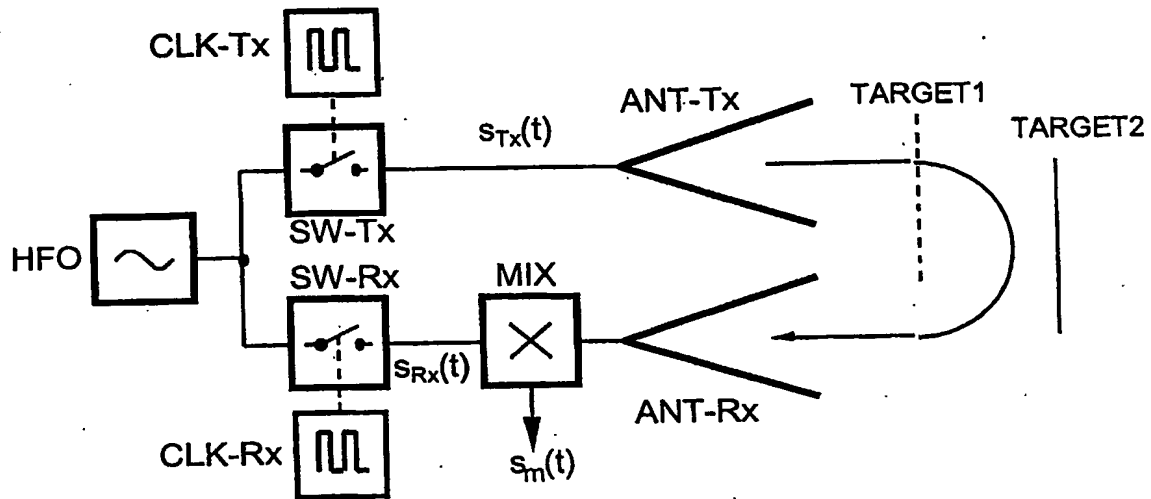 CLK-Tx
ANT-Tx
TARGET1
TARGET2
s_Tx(t)
SW-Tx
HFO
SW-Rx
MIX
s_Rx(t)
ANT-Rx
CLK-Rx
s_m(t)